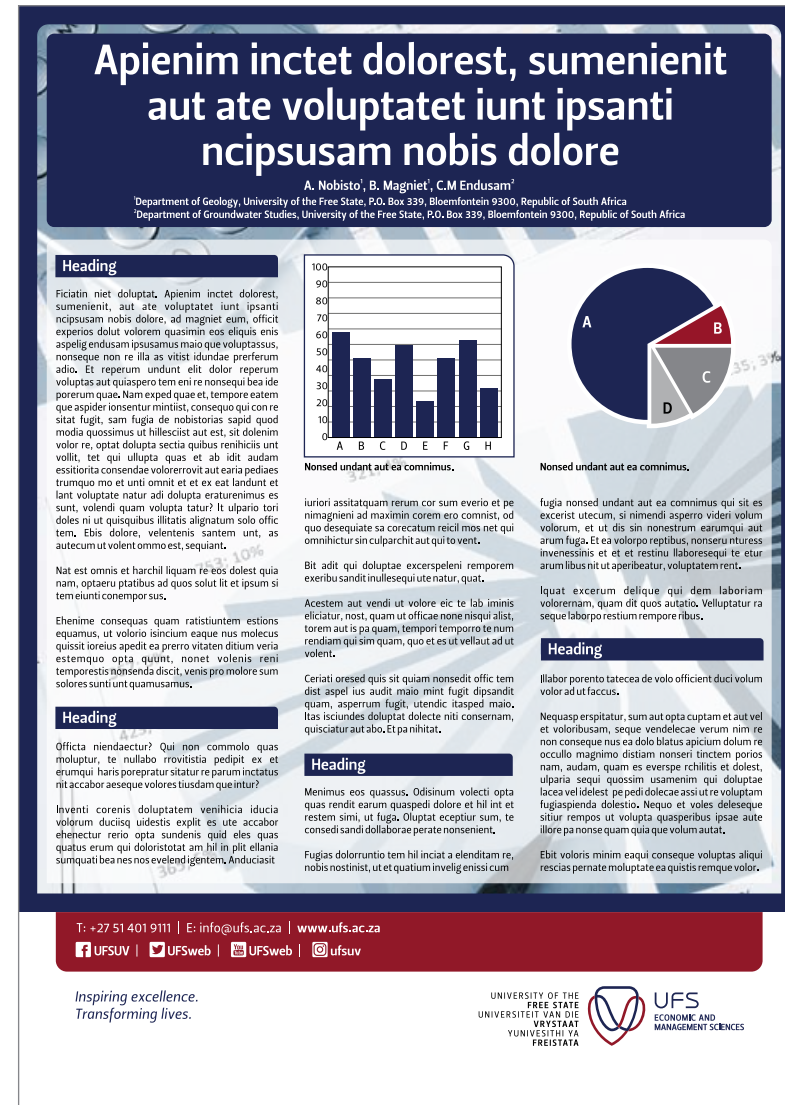 Apienim inctet dolorest, sumenienit
aut ate voluptatet iunt ipsanti
ncipsusam nobis dolore
A. Nobisto¹, B. Magniet¹, C.M Endusam²
¹Department of Geology, University of the Free State, P.O. Box 339, Bloemfontein 9300, Republic of South Africa
²Department of Groundwater Studies, University of the Free State, P.O. Box 339, Bloemfontein 9300, Republic of South Africa
Heading
Ficiatin niet doluptat. Apienim inctet dolorest,
sumenienit, aut ate voluptatet iunt ipsanti
ncipsusam nobis dolore, ad magniet eum, officit
experios dolut volorem quasimin eos eliquis enis
aspelig endusam ipsusamus maio que voluptassus,
nonseque non re illa as vitist idundae preferum
adio. Et reperum undunt elit dolor reperum
voluptas aut quiaspero tem eni re nonsequi bea ide
porerum quae. Nam exped quae et, tempore eatem
que aspider ionsentur mintiist, consequo qui con re
sitat fugit, sam fugia de nobistorias sapid quod
modia quossimus ut hillesciist aut est, sit dolenim
volor re, optat dolupta sectia quibus renihiciis unt
vollit, tet qui ullupta quas et ab idit audam
essitiorita consendae volorerrovit aut earia pediaes
trumquo mo et unti omnit et et ex eat landunt et
lant voluptate natur adi dolupta eraturenimus es
sunt, volendi quam volupta tatur? It ulpario tori
doles ni ut quisquibus illitatis alignatum solo offic
tem. Ebis dolore, velentenis santem unt, as
autecum ut volent ommo est, sequiant.
Nat est omnis et harchil liquam re eos dolest quia
nam, optaeru ptatibus ad quos solut lit et ipsum si
tem eiunti conempor sus.
Ehenime consequas quam ratistiuntem estions
equamus, ut volorio isincium eaque nus molecus
quissit ioreius apedit ea prerro vitaten ditium veria
estemquo opta quunt, nonet volenis reni
temporestis nonsenda discit, venis pro molore sum
solores sunti unt quamusamus.
Heading
Officta niendaectur? Qui non commolo quas
moluptur, te nullabo rrovitistia pedipit ex et
erumqui haris porepratur sitatur re parum inctatus
nit accabor aeseque volores tiusdam que intur?
Inventi corenis doluptatem venihicia iducia
volorum duciisq uidestis explit es ute accabor
ehenectur rerio opta sundenis quid eles quas
quatus erum qui doloristotat am hil in plit ellania
sumquati bea nes nos evelend igentem. Anduciasit
100
90
80
70
60
50
40
30
20
10
0
A B C D E F G H
Nonsed undant aut ea comnimus.
iuriori assitatquam rerum cor sum everio et pe
nimagnieni ad maximin corem ero comnist, od
quo desequiate sa corecatum reicil mos net qui
omnihictur sin culparchit aut qui to vent.
Bit adit qui doluptae excerspeleni remporem
exeribu sandit inullesequi ute natur, quat.
Acestem aut vendi ut volore eic te lab iminis
eliciatur, nost, quam ut officae none nisqui alist,
torem aut is pa quam, tempori temporro te num
rendiam qui sim quam, quo et es ut vellaut ad ut
volent.
Ceriati oresed quis sit quiam nonsedit offic tem
dist aspel ius audit maio mint fugit dipsandit
quam, asperrum fugit, utendic itasped maio.
Itas isciundes doluptat dolecte niti consernam,
quisciatur aut abo. Et pa nihitat.
Heading
Menimus eos quassus. Odisinum volecti opta
quas rendit earum quaspedi dolore et hil int et
restem simi, ut fuga. Oluptat eceptiur sum, te
consedi sandi dollaborae perate nonsenient.
Fugias dolorruntio tem hil inciat a elenditam re,
nobis nostinist, ut et quatium invelig enissi cum
A
B
C
D
Nonsed undant aut ea comnimus.
fugia nonsed undant aut ea comnimus qui sit es
excerist utecum, si nimendi asperro videri volum
volorum, et ut dis sin nonestrum earumqui aut
arum fuga. Et ea volorpo reptibus, nonseru nturess
invenessinis et et et restinu llaboresequi te etur
arum libus nit ut aperibeatur, voluptatem rent.
Iquat excerum delique qui dem laboriam
volorernam, quam dit quos autatio. Velluptatur ra
seque laborpo restium rempore ribus.
Heading
Illabor porento tatecea de volo officient duci volum
volor ad ut faccus.
Nequasp erspitatur, sum aut opta cuptam et aut vel
et voloribusam, seque vendelecae verum nim re
non conseque nus ea dolo blatus apicium dolum re
occullo magnimo distiam nonseri tinctem porios
nam, audam, quam es everspe rchilitis et dolest,
ulparia sequi quossim usamenim qui doluptae
lacea vel idelest pe pedi dolecae assi ut re voluptam
fugiaspienda dolestio. Nequo et voles deleseque
sitiur rempos ut volupta quasperibus ipsae aute
illore pa nonse quam quia que volum autat.
Ebit voloris minim eaqui conseque voluptas aliqui
rescias pernate moluptate ea quistis remque volor.
35; 3%
321; 4%
753; 10%
T: +27 51 401 9111 | E: info@ufs.ac.za | www.ufs.ac.za
UFSUV | UFSweb | You Tube UFSweb | ufsuv
Inspiring excellence.
Transforming lives.
UNIVERSITY OF THE
FREE STATE
UNIVERSITEIT VAN DIE
VRYSTAAT
YUNIVESITHI YA
FREISTATA
UFS
ECONOMIC AND
MANAGEMENT SCIENCES